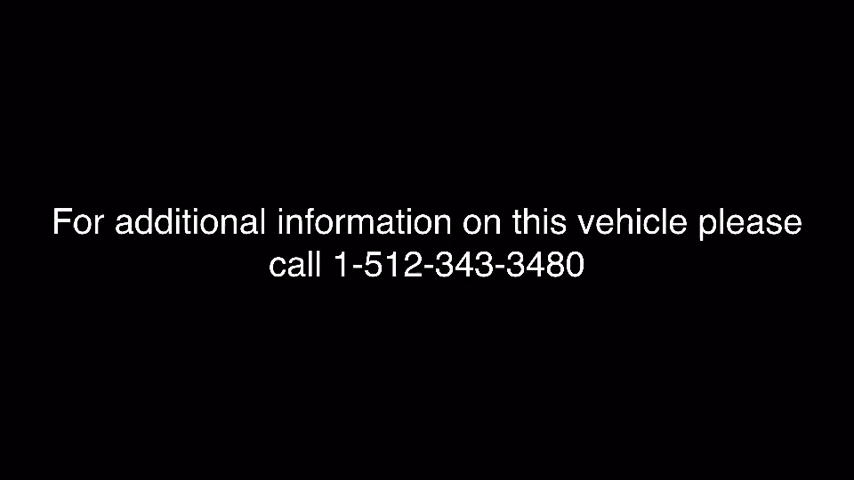 For additional information on this vehicle please
call 1-512-343-3480